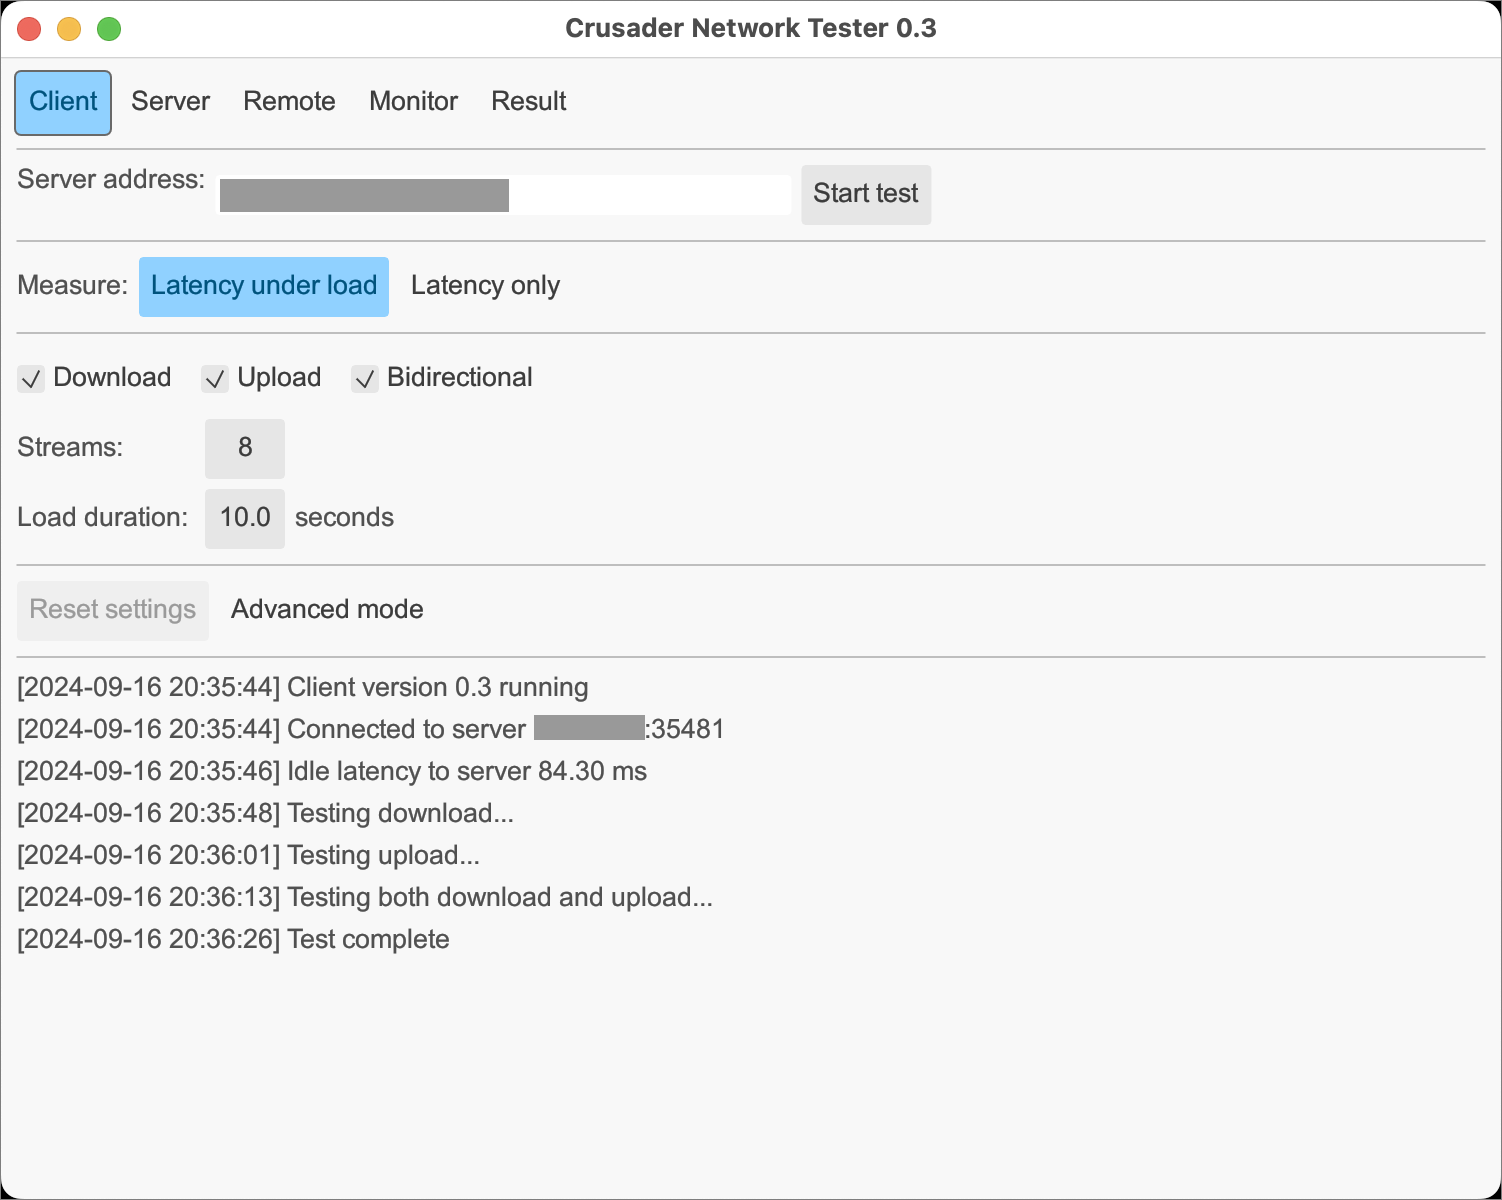 Crusader Network Tester 0.3
Client Server Remote Monitor Result
Server address: Start test
Measure: Latency under load Latency only
Download Upload Bidirectional
Streams: 8
Load duration: 10.0 seconds
Reset settings Advanced mode
[2024-09-16 20:35:44] Client version 0.3 running
[2024-09-16 20:35:44] Connected to server :35481
[2024-09-16 20:35:46] Idle latency to server 84.30 ms
[2024-09-16 20:35:48] Testing download...
[2024-09-16 20:36:01] Testing upload...
[2024-09-16 20:36:13] Testing both download and upload...
[2024-09-16 20:36:26] Test complete